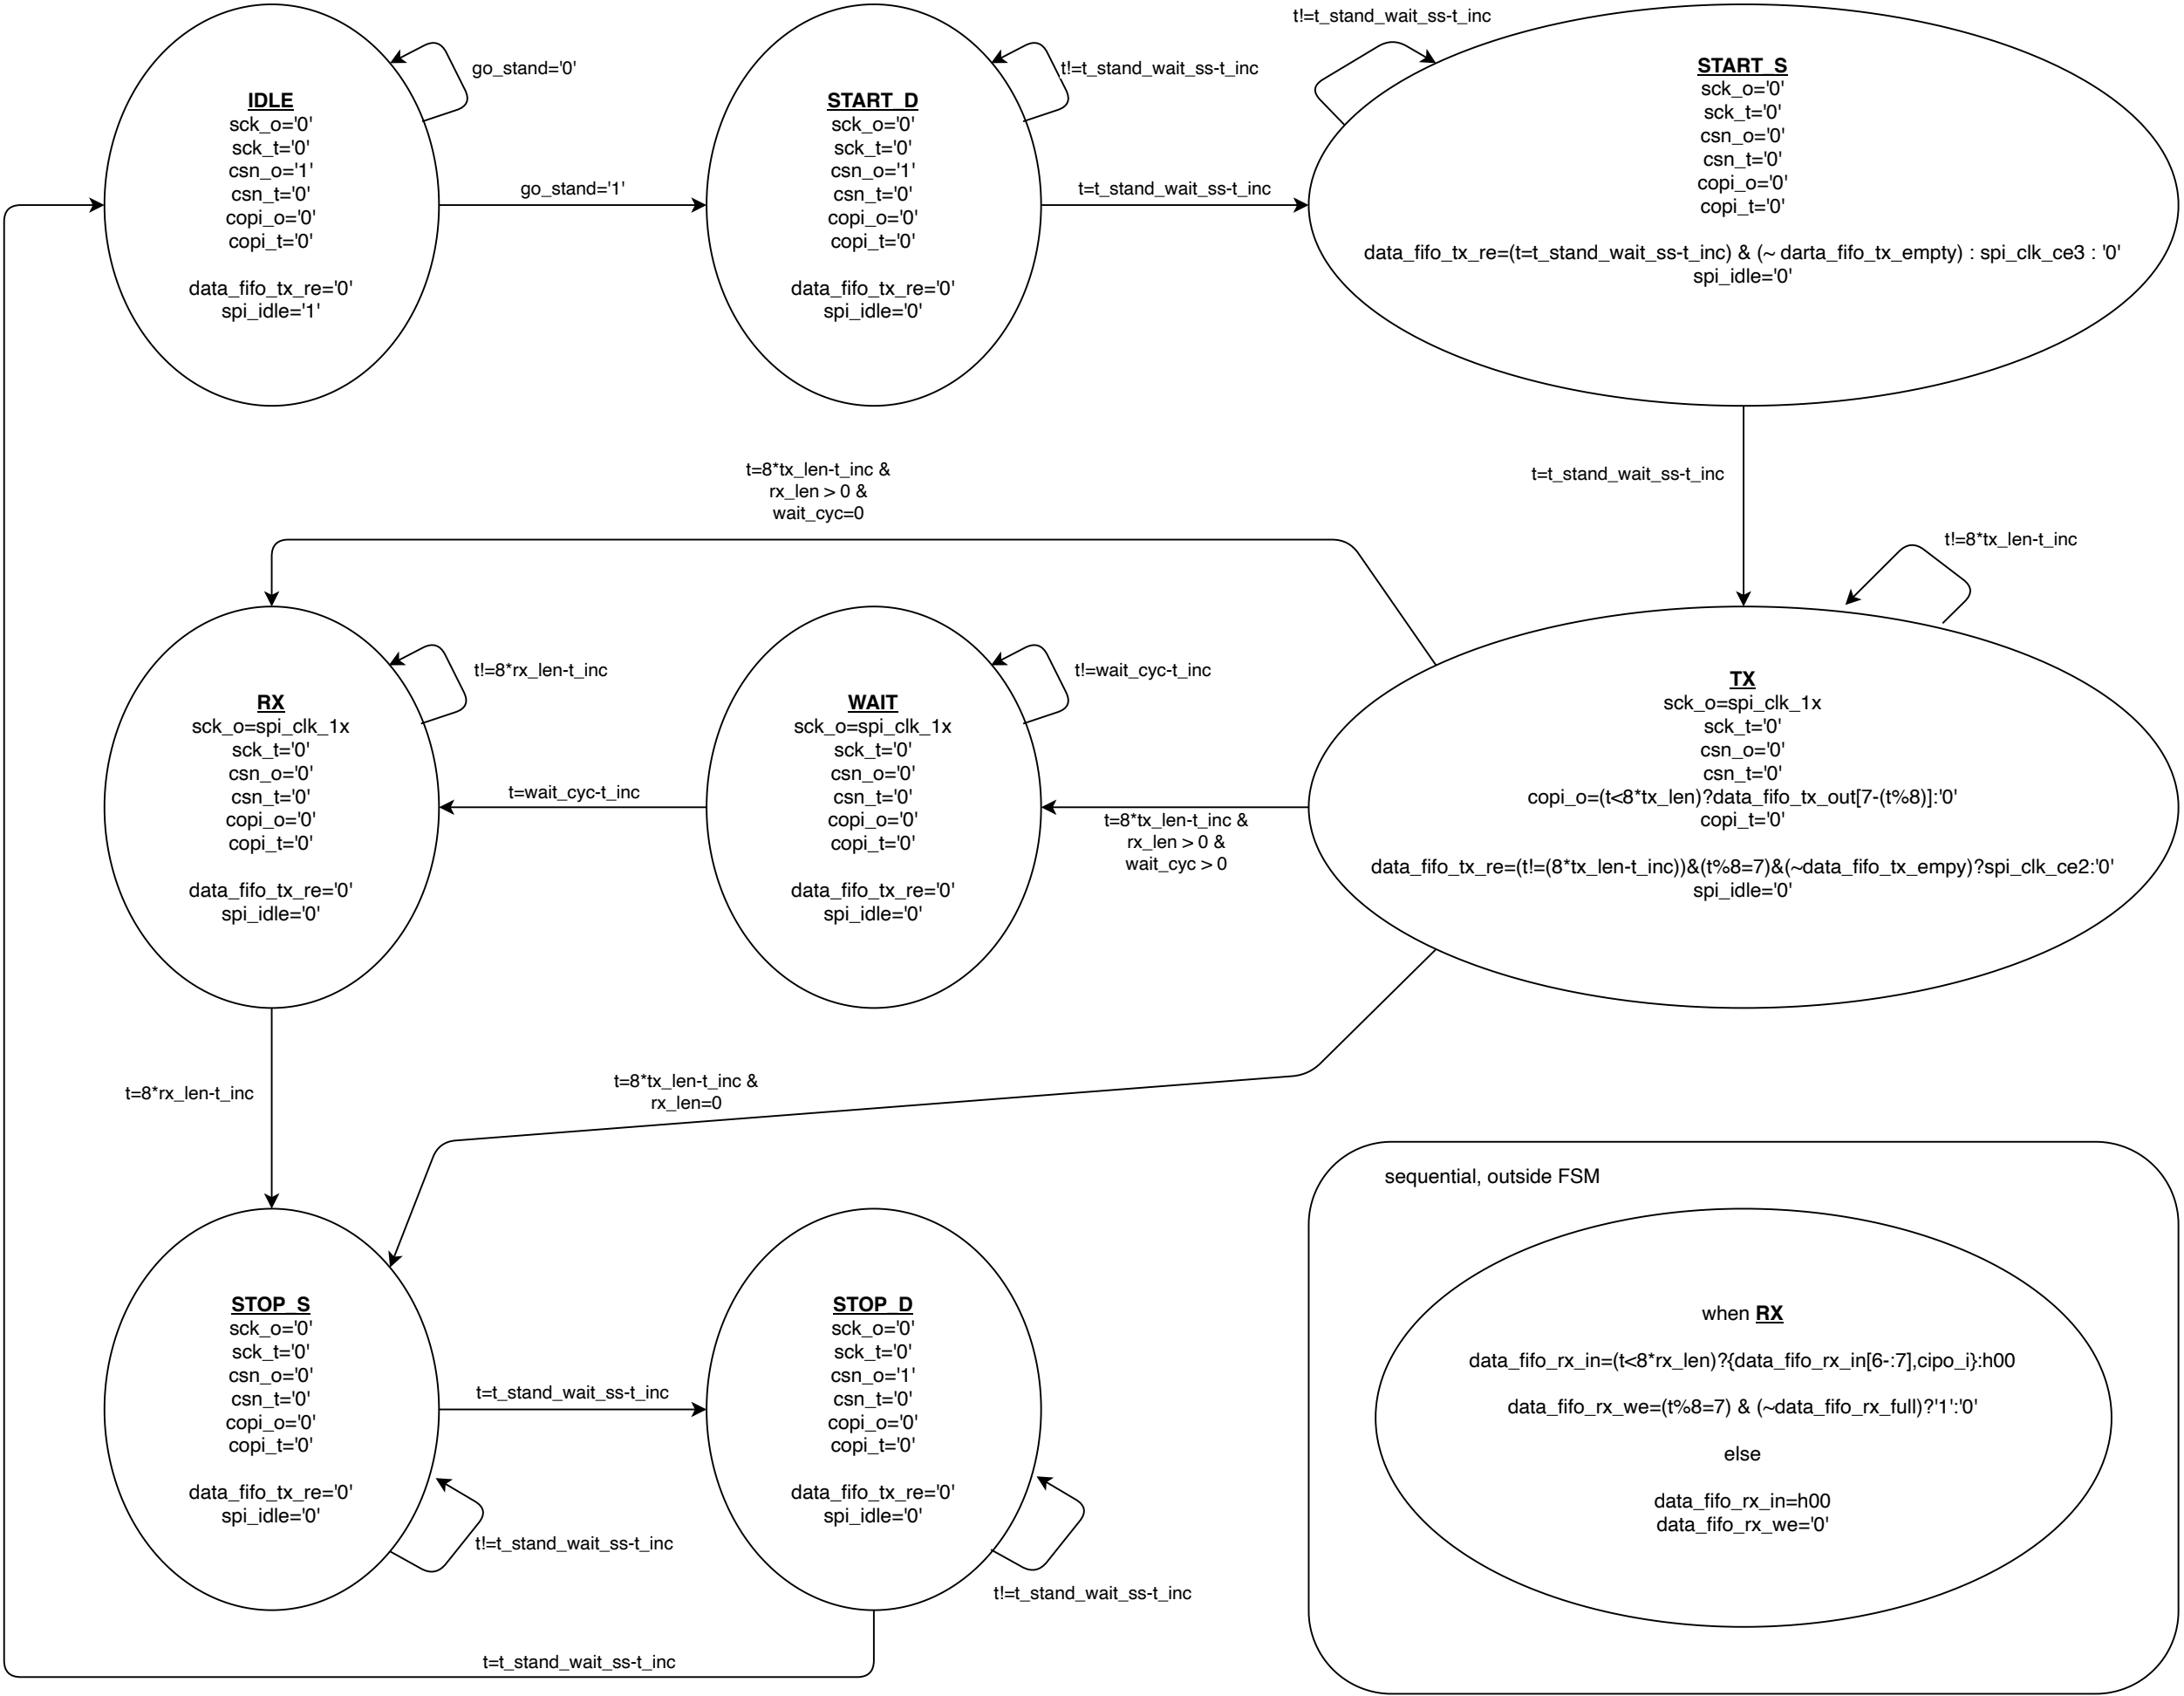 IDLE
sck_o='0'
sck_t='0'
csn_o='1'
csn_t='0'
copi_o='0'
copi_t='0'
data_fifo_tx_re='0'
spi_idle='1'
go_stand='0'
go_stand='1'
START_D
sck_o='0'
sck_t='0'
csn_o='1'
csn_t='0'
copi_o='0'
copi_t='0'
data_fifo_tx_re='0'
spi_idle='0'
t!=t_stand_wait_ss-t_inc
t=t_stand_wait_ss-t_inc
t!=t_stand_wait_ss-t_inc
START_S
sck_o='0'
sck_t='0'
csn_o='0'
csn_t='0'
copi_o='0'
copi_t='0'
data_fifo_tx_re=(t=t_stand_wait_ss-t_inc) & (~ darta_fifo_tx_empty) : spi_clk_ce3 : '0'
spi_idle='0'
t=t_stand_wait_ss-t_inc
t=8*tx_len-t_inc &
rx_len > 0 &
wait_cyc=0
t!=8*tx_len-t_inc
RX
sck_o=spi_clk_1x
sck_t='0'
csn_o='0'
csn_t='0'
copi_o='0'
copi_t='0'
data_fifo_tx_re='0'
spi_idle='0'
t!=8*rx_len-t_inc
t=wait_cyc-t_inc
WAIT
sck_o=spi_clk_1x
sck_t='0'
csn_o='0'
csn_t='0'
copi_o='0'
copi_t='0'
data_fifo_tx_re='0'
spi_idle='0'
t!=wait_cyc-t_inc
t=8*tx_len-t_inc &
rx_len > 0 &
wait_cyc > 0
TX
sck_o=spi_clk_1x
sck_t='0'
csn_o='0'
csn_t='0'
copi_o=(t<8*tx_len)?data_fifo_tx_out[7-(t%8)]:'0'
copi_t='0'
data_fifo_tx_re=(t!=(8*tx_len-t_inc))&(t%8=7)&(~data_fifo_tx_empy)?spi_clk_ce2:'0'
spi_idle='0'
t=8*rx_len-t_inc
t=8*tx_len-t_inc &
rx_len=0
STOP_S
sck_o='0'
sck_t='0'
csn_o='0'
csn_t='0'
copi_o='0'
copi_t='0'
data_fifo_tx_re='0'
spi_idle='0'
t=t_stand_wait_ss-t_inc
t!=t_stand_wait_ss-t_inc
STOP_D
sck_o='0'
sck_t='0'
csn_o='1'
csn_t='0'
copi_o='0'
copi_t='0'
data_fifo_tx_re='0'
spi_idle='0'
t!=t_stand_wait_ss-t_inc
t=t_stand_wait_ss-t_inc
sequential, outside FSM
when RX
data_fifo_rx_in=(t<8*rx_len)?{data_fifo_rx_in[6-:7],cipo_i}:h00
data_fifo_rx_we=(t%8=7) & (~data_fifo_rx_full)?'1':'0'
else
data_fifo_rx_in=h00
data_fifo_rx_we='0'